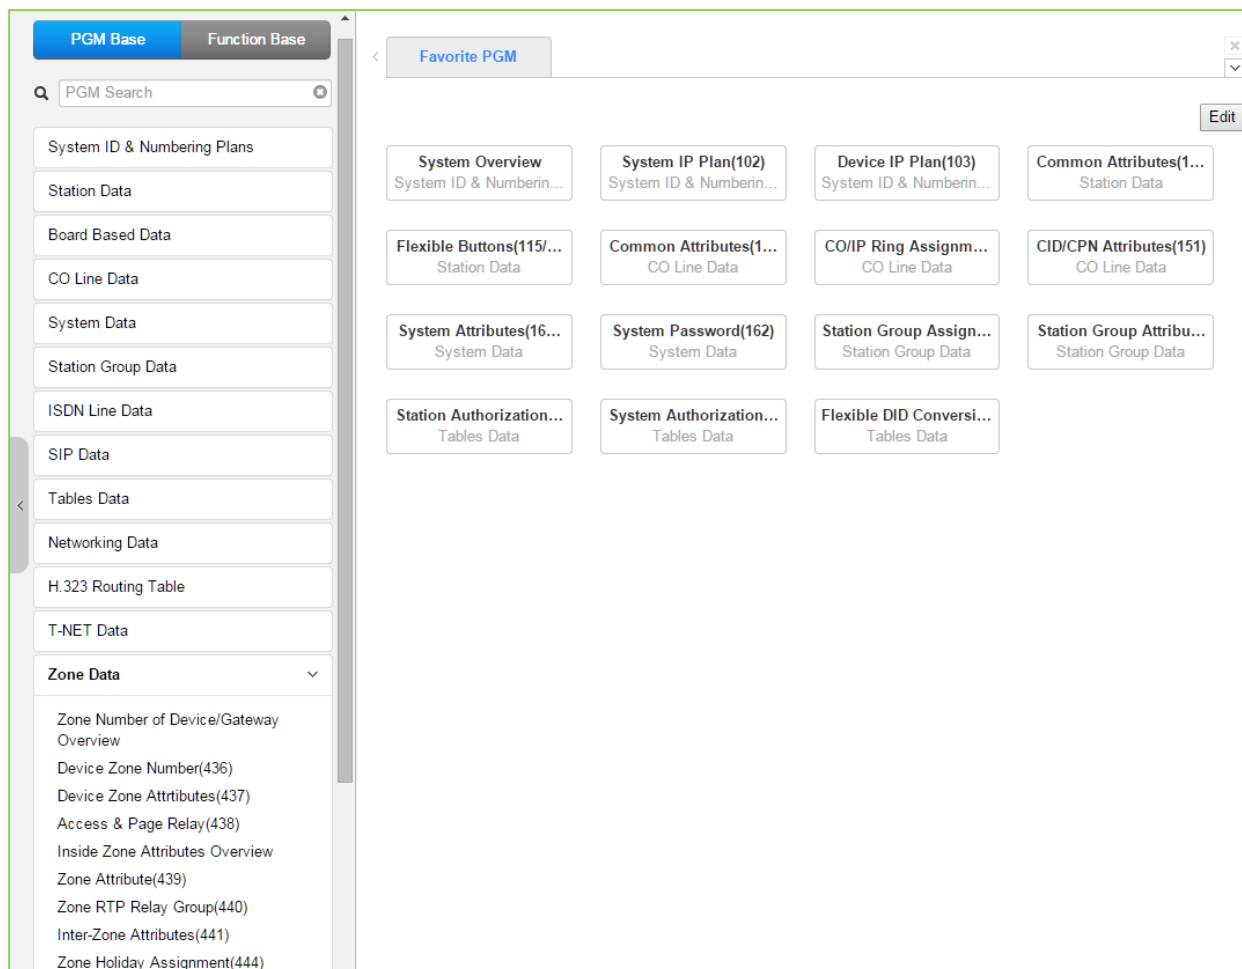 PGM Base
Function Base
PGM Search
System ID & Numbering Plans
Station Data
Board Based Data
CO Line Data
System Data
Station Group Data
ISDN Line Data
SIP Data
Tables Data
Networking Data
H.323 Routing Table
T-NET Data
Zone Data
Zone Number of Device/Gateway
Overview
Device Zone Number(436)
Device Zone Attrtibutes(437)
Access & Page Relay(438)
Inside Zone Attributes Overview
Zone Attribute(439)
Zone RTP Relay Group(440)
Inter-Zone Attributes(441)
Zone Holiday Assignment(444)
Favorite PGM
Edit
System Overview
System ID & Numberin...
System IP Plan(102)
System ID & Numberin...
Device IP Plan(103)
System ID & Numberin...
Common Attributes(1...
Station Data
Flexible Buttons(115/...
Station Data
Common Attributes(1...
CO Line Data
CO/IP Ring Assignm...
CO Line Data
CID/CPN Attributes(151)
CO Line Data
System Attributes(16...
System Data
System Password(162)
System Data
Station Group Assign...
Station Group Data
Station Group Attribu...
Station Group Data
Station Authorization...
Tables Data
System Authorization...
Tables Data
Flexible DID Conversi...
Tables Data